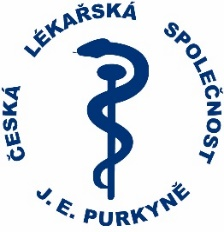 ČESKÁ LÉKAŘSKÁ SPOLEČNOST
J. E. PURKYNĚ